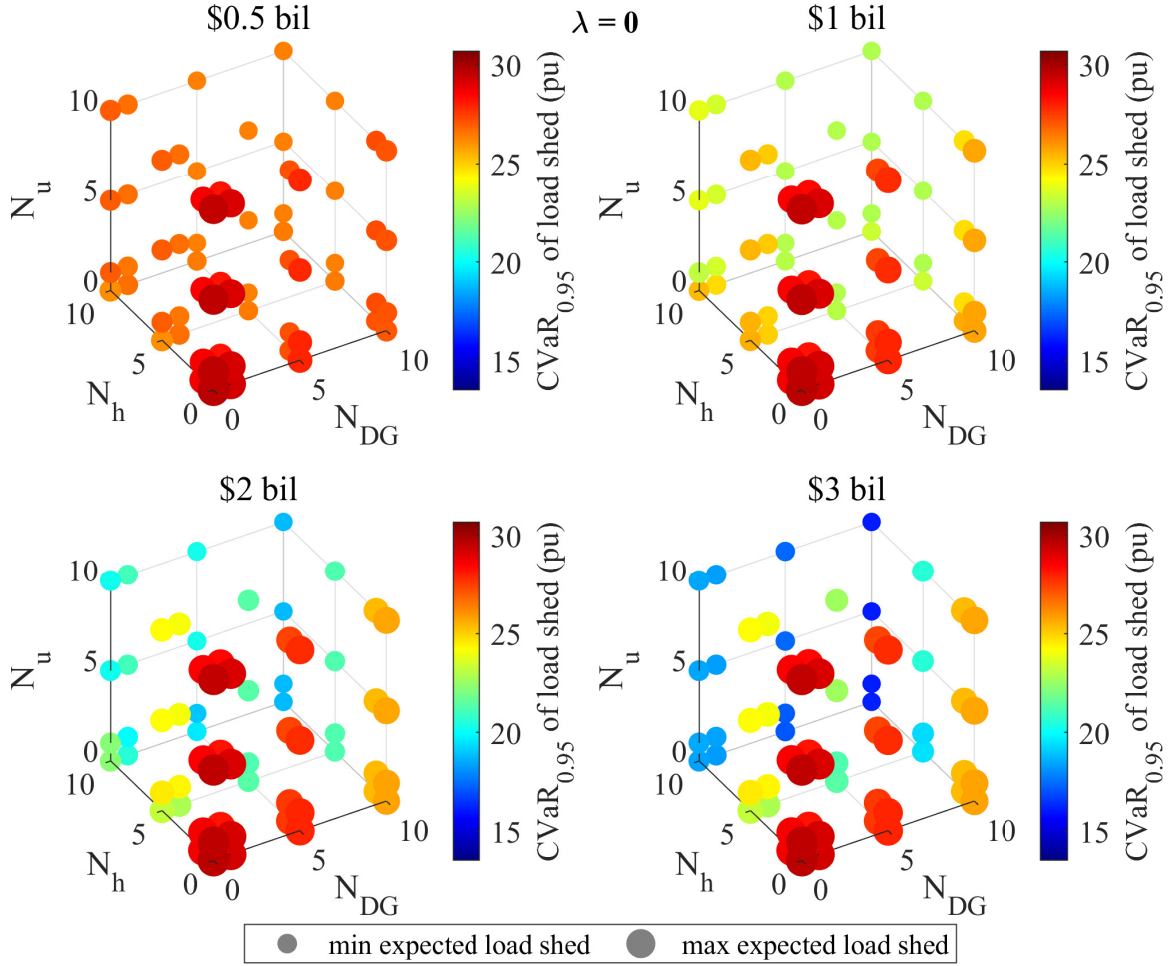 $0.5 bil
λ = 0
$1 bil
10
5
0
N_u
10
5
0
N_h
0
5
10
N_DG
30
25
20
15
CVaR_0.95 of load shed (pu)
10
5
0
N_u
10
5
0
N_h
0
5
10
N_DG
30
25
20
15
CVaR_0.95 of load shed (pu)
$2 bil
$3 bil
10
5
0
N_u
10
5
0
N_h
0
5
10
N_DG
30
25
20
15
CVaR_0.95 of load shed (pu)
10
5
0
N_u
10
5
0
N_h
0
5
10
N_DG
30
25
20
15
CVaR_0.95 of load shed (pu)
min expected load shed
max expected load shed